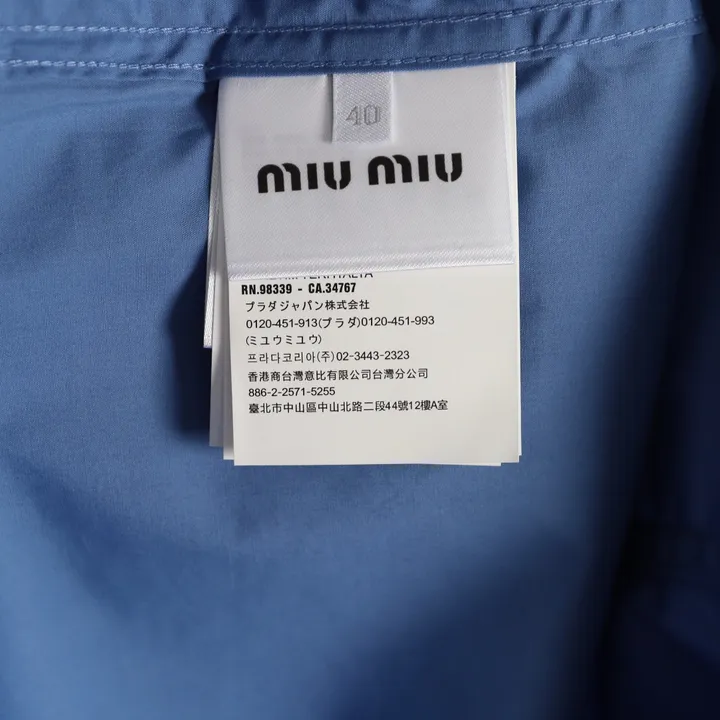 40
miu miu
RN.98339 - CA.34767
プラダジャパン株式会社
0120-451-913(プラダ)0120-451-993
(ミュウミュウ)
프라다코리아(주)02-3443-2323
香港商台灣意比有限公司台灣分公司
886-2-2571-5255
臺北市中山區中山北路二段44號12樓A室